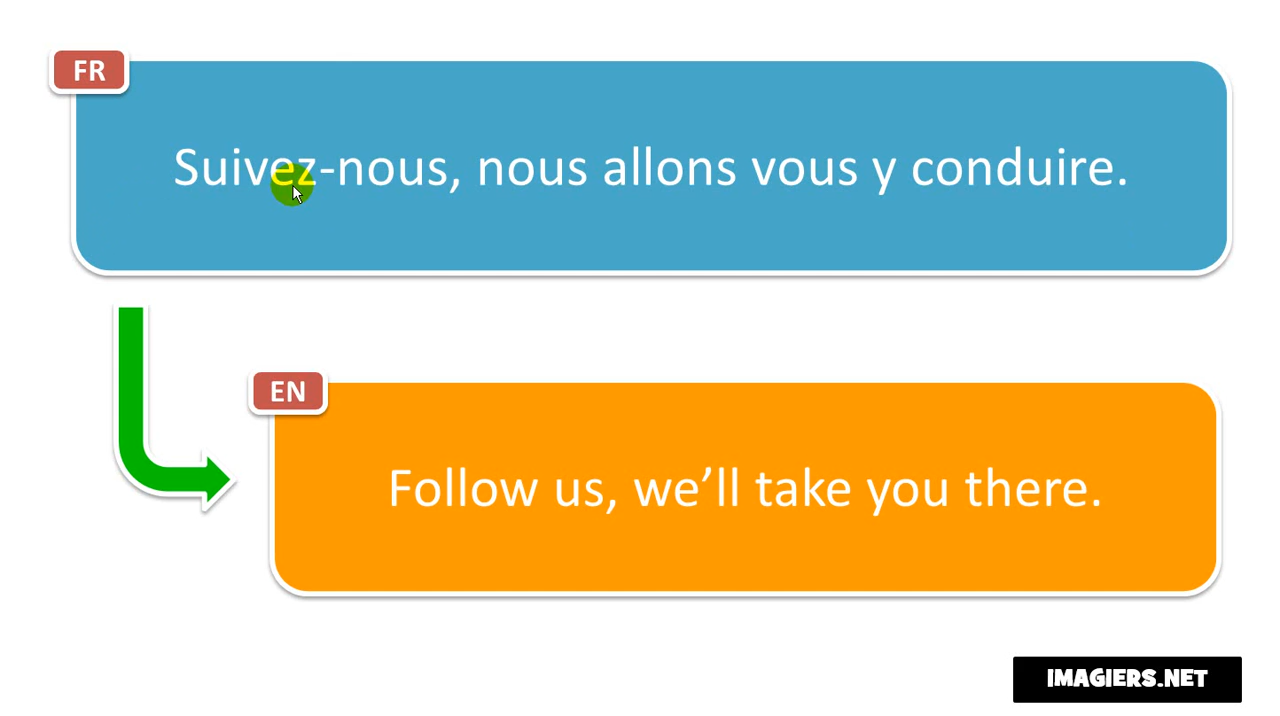 FR
Suivez-nous, nous allons vous y conduire.
EN
Follow us, we’ll take you there.
IMAGIERS.NET